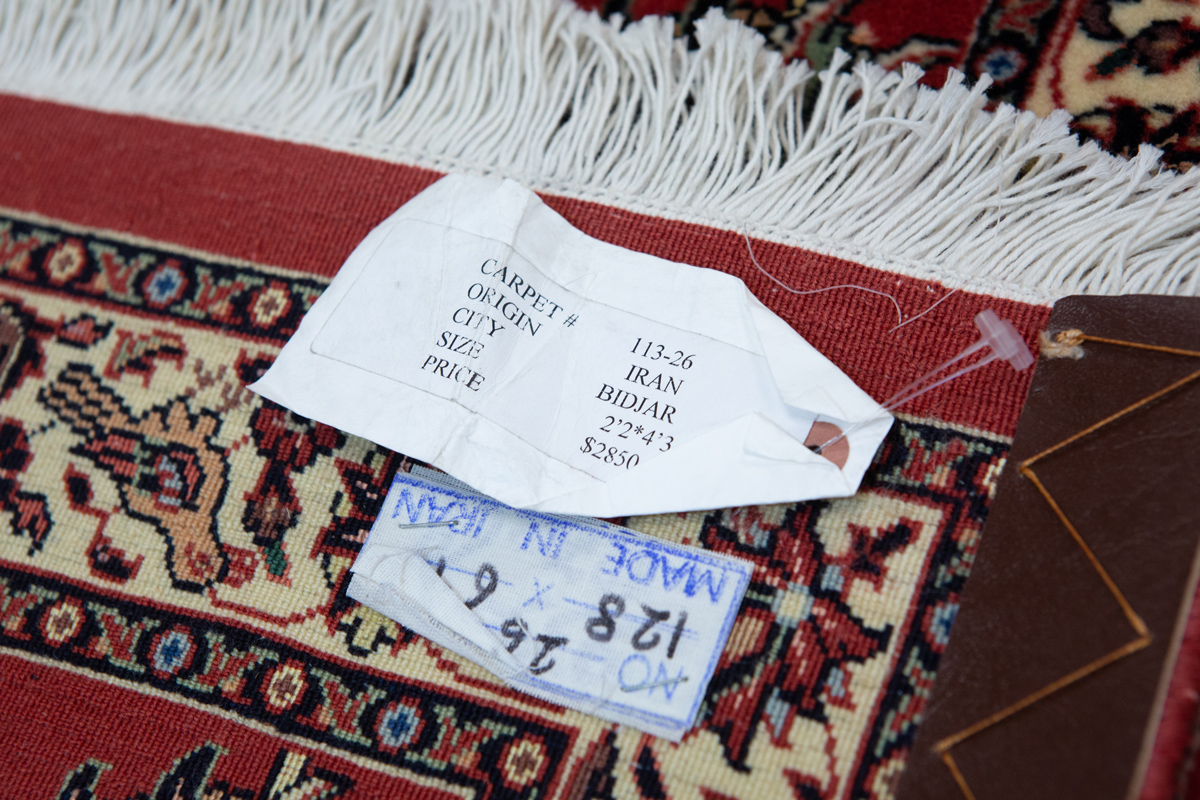 CARPET # 113-26
ORIGIN IRAN
CITY BIDJAR
SIZE 2'2*4'3
PRICE $2850
NO 26
128 X
MADE IN IRAN